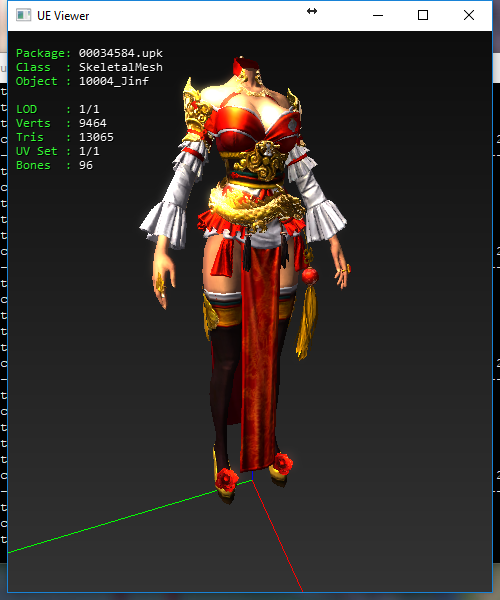 UE Viewer
Package: 00034584.upk
Class  : SkeletalMesh
Object : 10004_Jinf
LOD    : 1/1
Verts  : 9464
Tris   : 13065
UV Set : 1/1
Bones  : 96